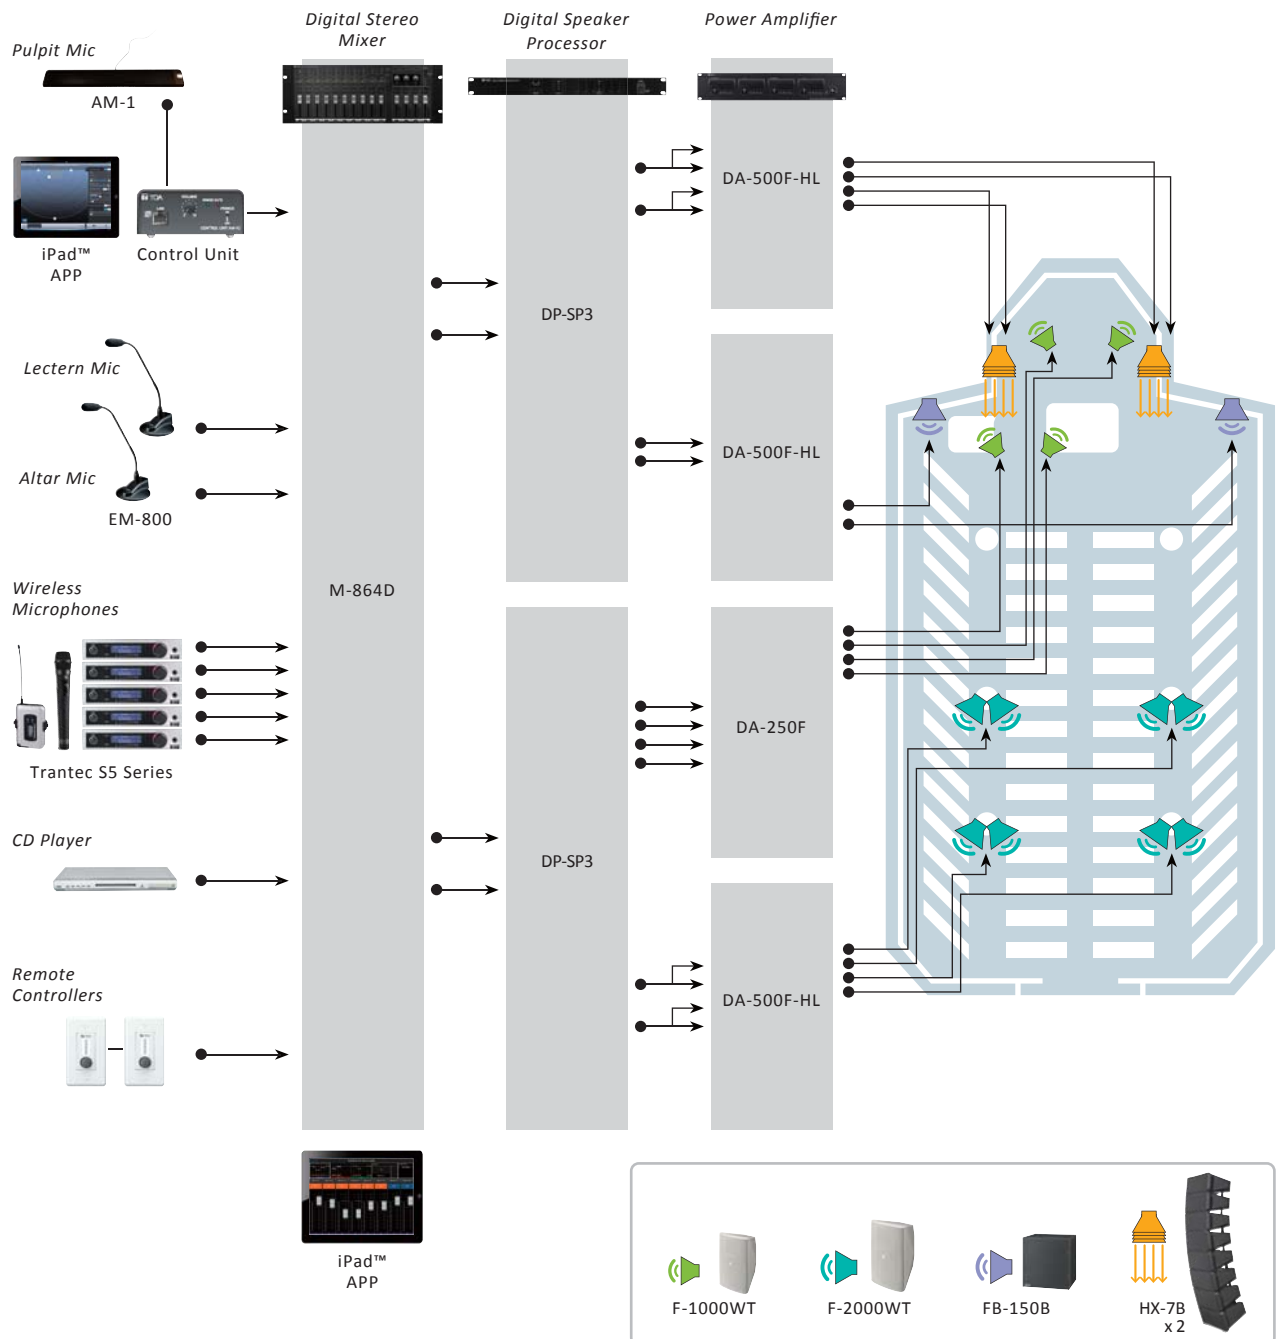 Digital Stereo
Mixer
Digital Speaker
Processor
Power Amplifier
Pulpit Mic
AM-1
TOA
iPad™
APP
Control Unit
DA-500F-HL
DP-SP3
Lectern Mic
Altar Mic
EM-800
DA-500F-HL
Wireless
Microphones
M-864D
Trantec S5 Series
DA-250F
CD Player
DP-SP3
Remote
Controllers
DA-500F-HL
iPad™
APP
F-1000WT
F-2000WT
FB-150B
HX-7B
x 2